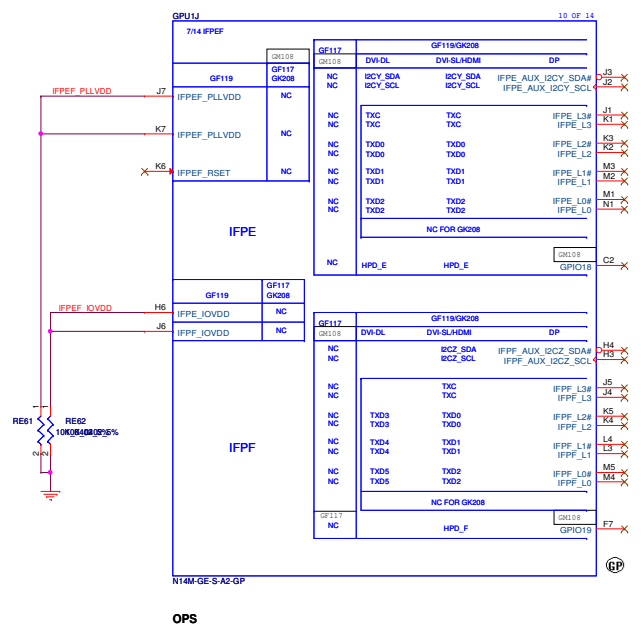 GPU1J 10 OF 14
7/14 IFPEF
GF119/GK208
GM108 GF117
GF119 GF117 GM108 DVI-DL DVI-SL/HDMI DP
GK208
NC I2CY_SDA I2CY_SDA IFPE_AUX_I2CY_SDA# J3
NC I2CY_SCL I2CY_SCL IFPE_AUX_I2CY_SCL J2
IFPEF_PLLVDD J7 IFPEF_PLLVDD NC
NC TXC TXC IFPE_L3# J1
NC TXC TXC IFPE_L3 K1
K7 IFPEF_PLLVDD NC
NC TXD0 TXD0 IFPE_L2# K3
NC TXD0 TXD0 IFPE_L2 K2
K6 IFPEF_RSET NC
NC TXD1 TXD1 IFPE_L1# M3
NC TXD1 TXD1 IFPE_L1 M2
NC TXD2 TXD2 IFPE_L0# M1
NC TXD2 TXD2 IFPE_L0 N1
IFPE
NC FOR GK208
GM108
NC HPD_E HPD_E GPIO18 C2
GF119 GF117
GK208
IFPEF_IOVDD H6 IFPE_IOVDD NC
J6 IFPF_IOVDD NC
GF119/GK208
GF117
GM108 DVI-DL DVI-SL/HDMI DP
NC I2CZ_SDA IFPF_AUX_I2CZ_SDA# H4
NC I2CZ_SCL IFPF_AUX_I2CZ_SCL H3
NC TXC IFPF_L3# J5
NC TXC IFPF_L3 J4
NC TXD3 TXD0 IFPF_L2# K5
NC TXD3 TXD0 IFPF_L2 K4
NC TXD4 TXD1 IFPF_L1# L4
NC TXD4 TXD1 IFPF_L1 L3
NC TXD5 TXD2 IFPF_L0# M5
NC TXD5 TXD2 IFPF_L0 M4
IFPF
1 1
RE61 RE62
2 2
NC FOR GK208
GF117 GM108
NC HPD_F GPIO19 F7
GP
N14M-GE-S-A2-GP
OPS